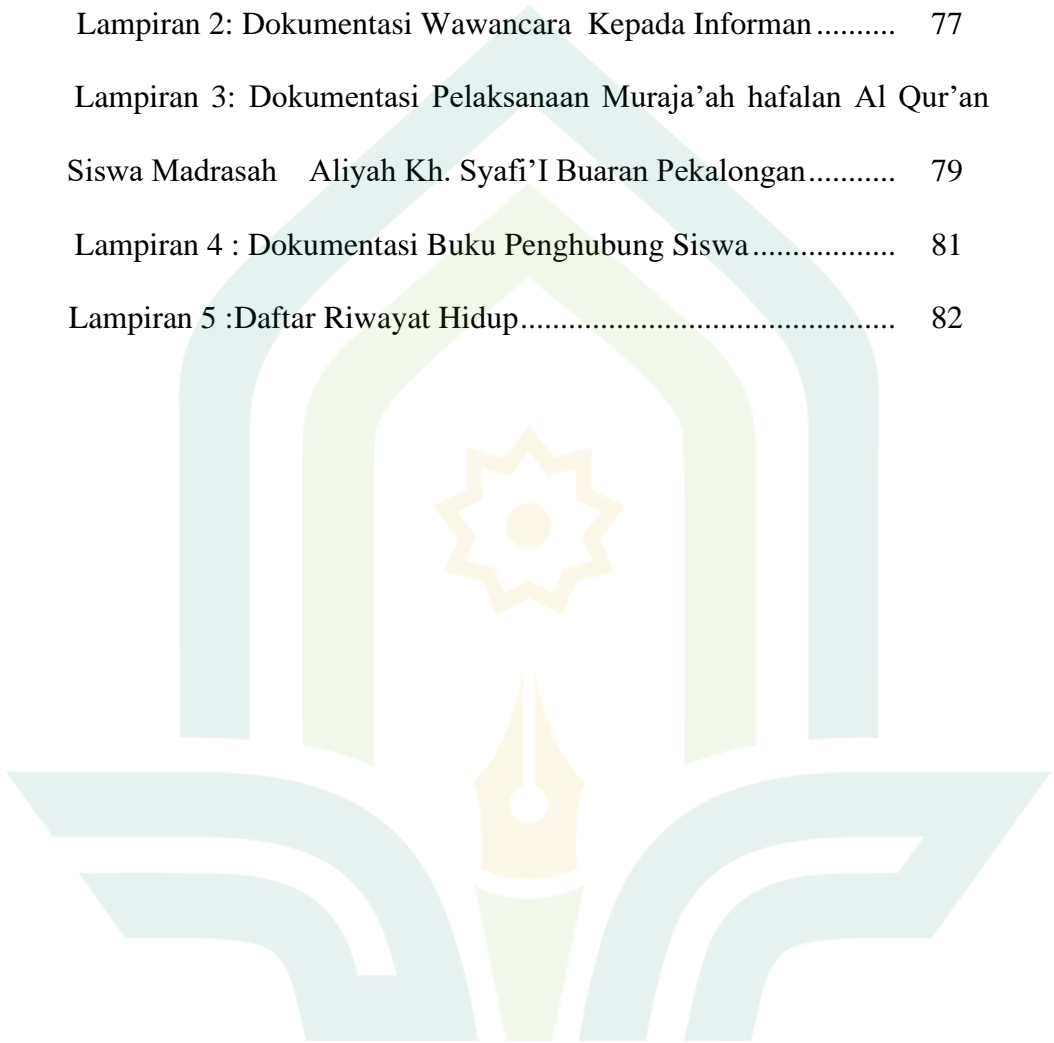 Lampiran 2: Dokumentasi Wawancara  Kepada Informan .......... 77
Lampiran 3: Dokumentasi Pelaksanaan Muraja’ah hafalan Al Qur’an
Siswa Madrasah    Aliyah Kh. Syafi’I Buaran Pekalongan........... 79
Lampiran 4 : Dokumentasi Buku Penghubung Siswa.................. 81
Lampiran 5 :Daftar Riwayat Hidup.............................................. 82